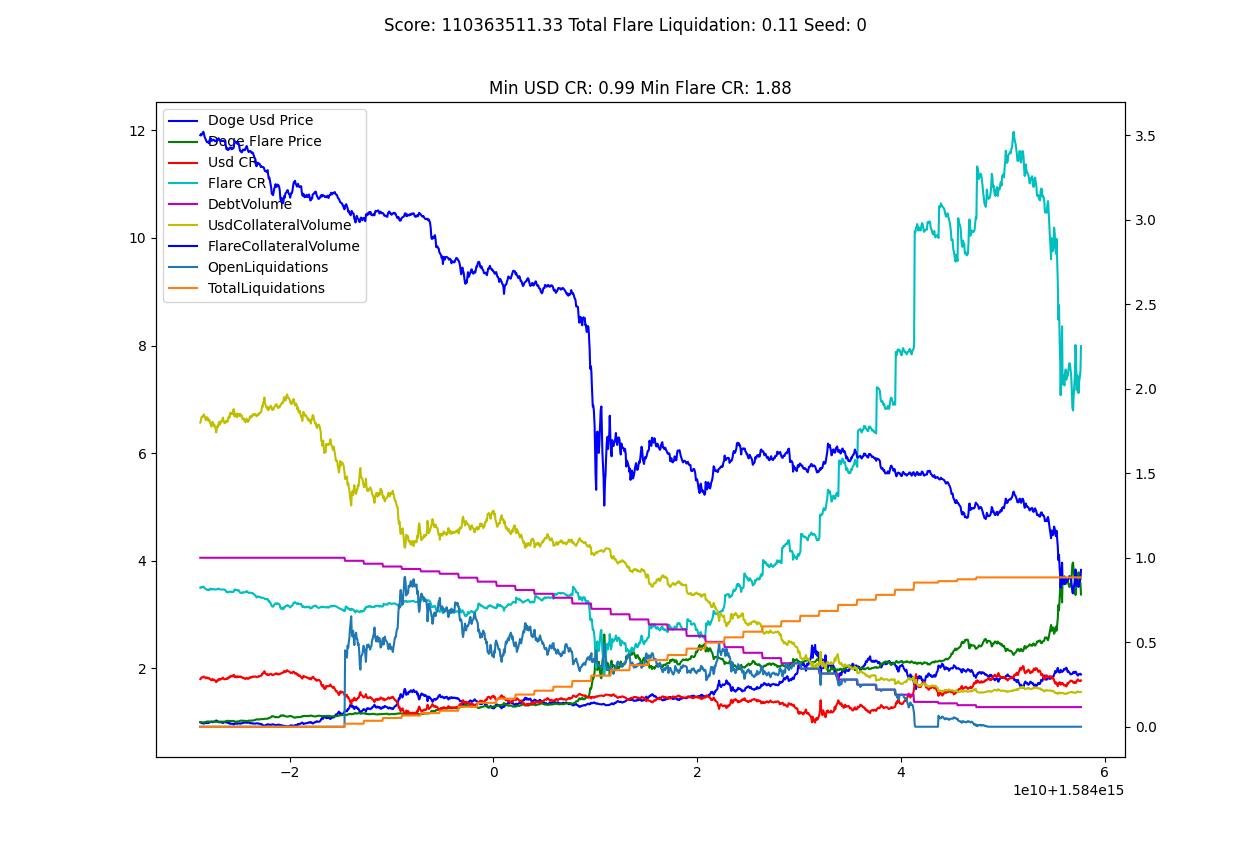 Score: 110363511.33 Total Flare Liquidation: 0.11 Seed: 0
Min USD CR: 0.99 Min Flare CR: 1.88
Doge Usd Price
Doge Flare Price
Usd CR
Flare CR
DebtVolume
UsdCollateralVolume
FlareCollateralVolume
OpenLiquidations
TotalLiquidations
12
10
8
6
4
2
3.5
3.0
2.5
2.0
1.5
1.0
0.5
0.0
−2
0
2
4
6
1e10+1.584e15